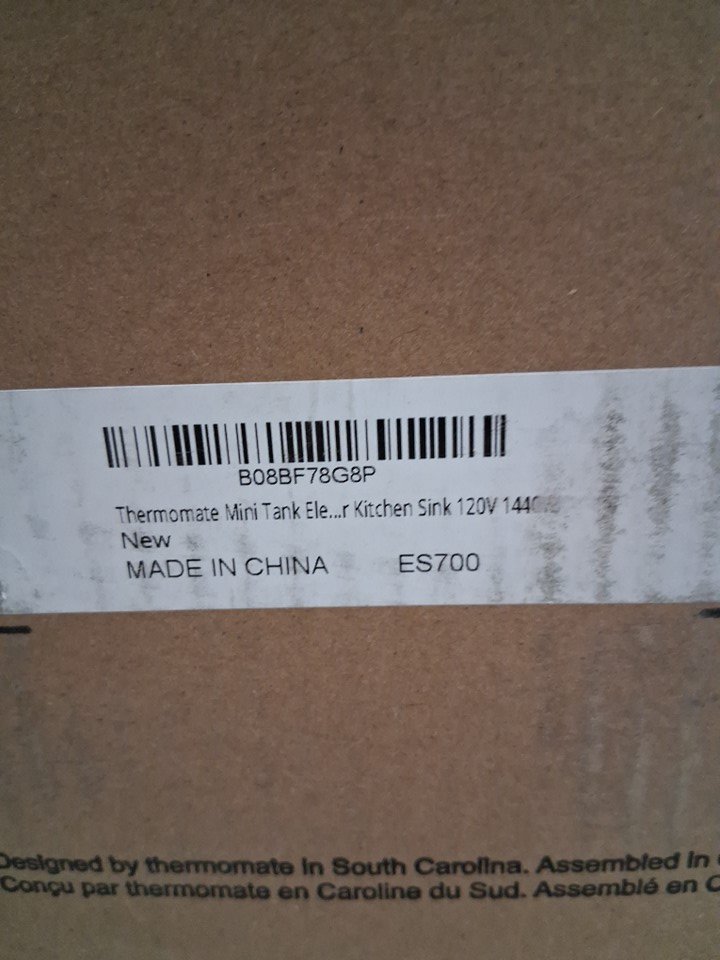 B08BF78G8P
Thermomate Mini Tank Ele...r Kitchen Sink 120V 1440
New
MADE IN CHINA ES700
Designed by thermomate in South Carolina. Assembled in
Conçu par thermomate en Caroline du Sud. Assemblé en